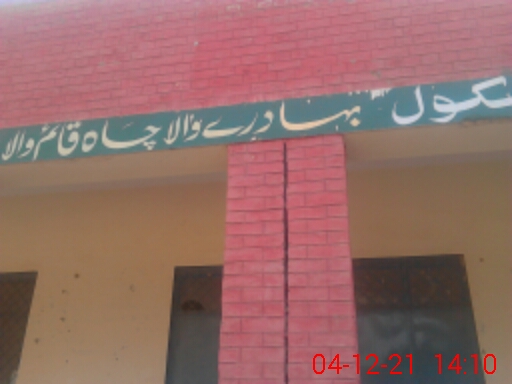 سکول "بہادرے والا چاہ قائم والا
04-12-21 14:10